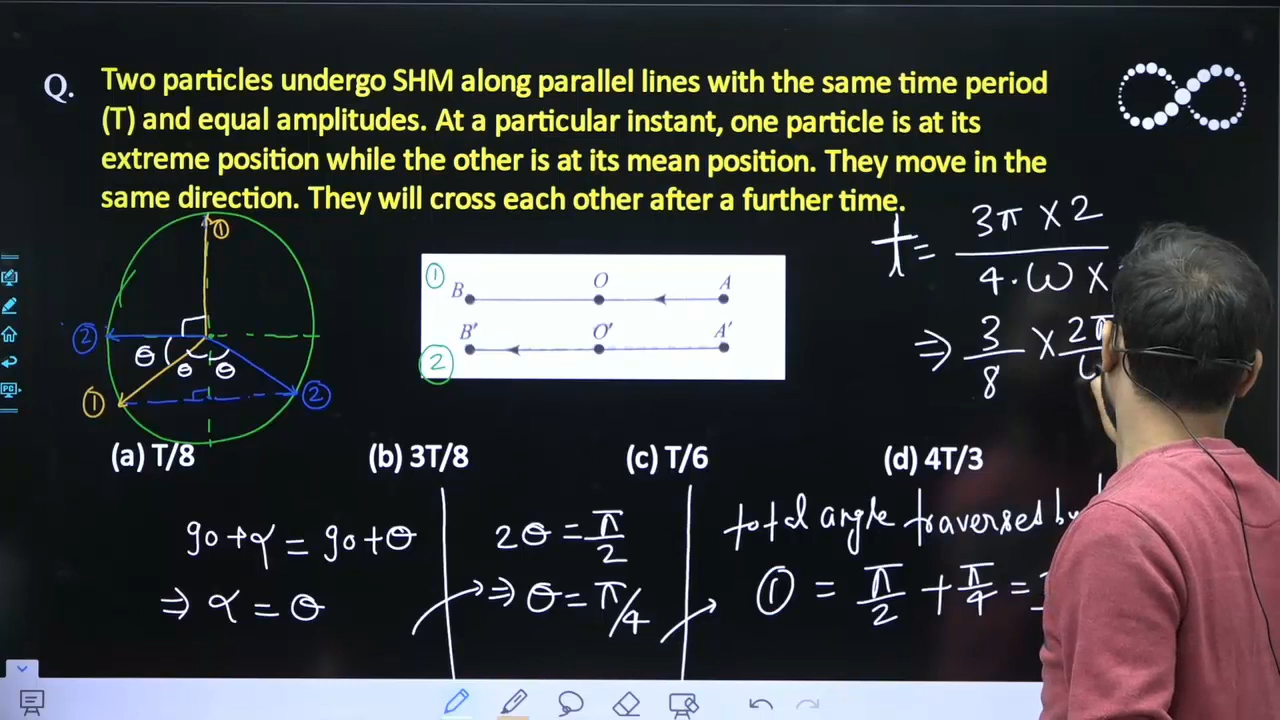 Q. Two particles undergo SHM along parallel lines with the same time period
(T) and equal amplitudes. At a particular instant, one particle is at its
extreme position while the other is at its mean position. They move in the
same direction. They will cross each other after a further time.
t = 3π × 2
4 · ω ×
⇒ 3/8 × 2π
①
②
θ
θ θ
①
②
① B O A
② B' O' A'
(a) T/8 (b) 3T/8 (c) T/6 (d) 4T/3
90+α = 90+θ
⇒ α = θ
2θ = π/2
⇒ θ = π/4
total angle traversed
① = π/2 + π/4 =
PC